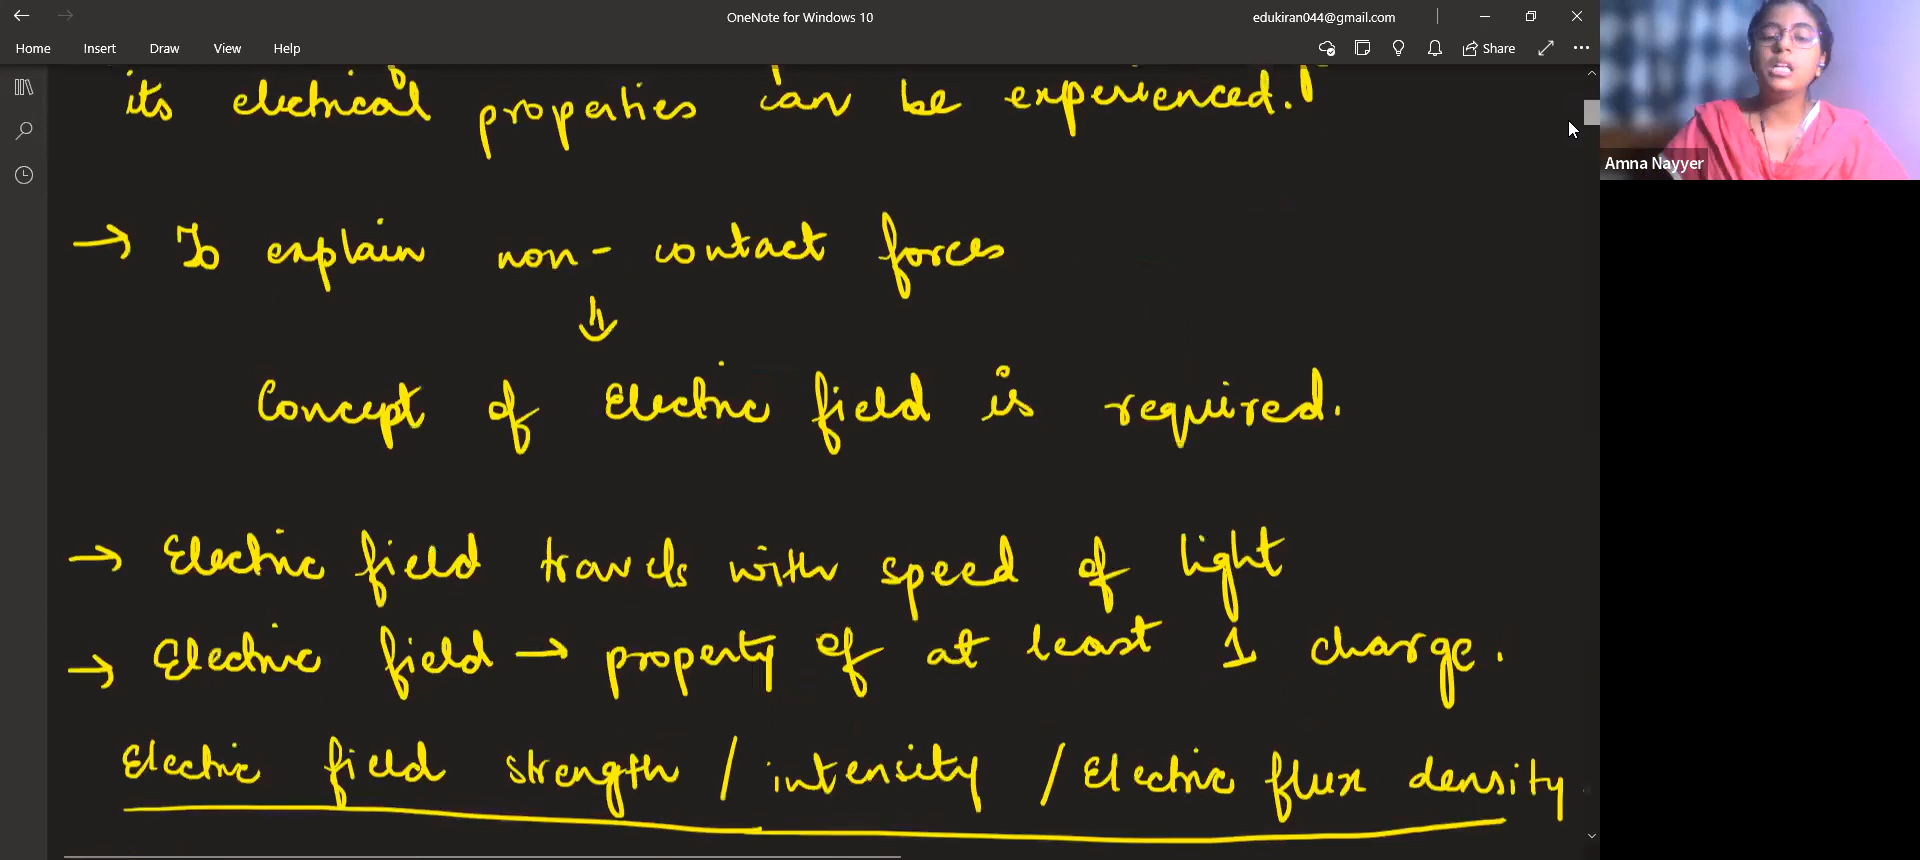 OneNote for Windows 10
edukiran044@gmail.com
Home Insert Draw View Help
Share
its electrical properties can be experienced.
Amna Nayyer
→ To explain non-contact forces
↓
Concept of Electric field is required.
→ Electric field travels with speed of light
→ Electric field → property of at least 1 charge.
Electric field strength / intensity / Electric flux density